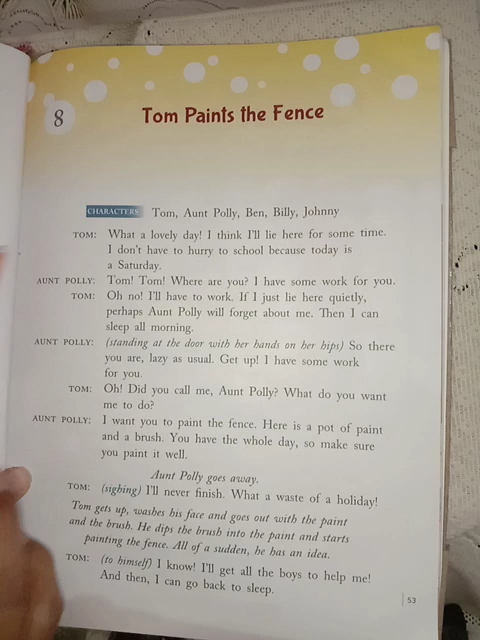 8
Tom Paints the Fence
CHARACTERS Tom, Aunt Polly, Ben, Billy, Johnny
TOM: What a lovely day! I think I'll lie here for some time.
I don't have to hurry to school because today is
a Saturday.
AUNT POLLY: Tom! Tom! Where are you? I have some work for you.
TOM: Oh no! I'll have to work. If I just lie here quietly,
perhaps Aunt Polly will forget about me. Then I can
sleep all morning.
AUNT POLLY: (standing at the door with her hands on her hips) So there
you are, lazy as usual. Get up! I have some work
for you.
TOM: Oh! Did you call me, Aunt Polly? What do you want
me to do?
AUNT POLLY: I want you to paint the fence. Here is a pot of paint
and a brush. You have the whole day, so make sure
you paint it well.
Aunt Polly goes away.
TOM: (sighing) I'll never finish. What a waste of a holiday!
Tom gets up, washes his face and goes out with the paint
and the brush. He dips the brush into the paint and starts
painting the fence. All of a sudden, he has an idea.
TOM: (to himself) I know! I'll get all the boys to help me!
And then, I can go back to sleep.
53